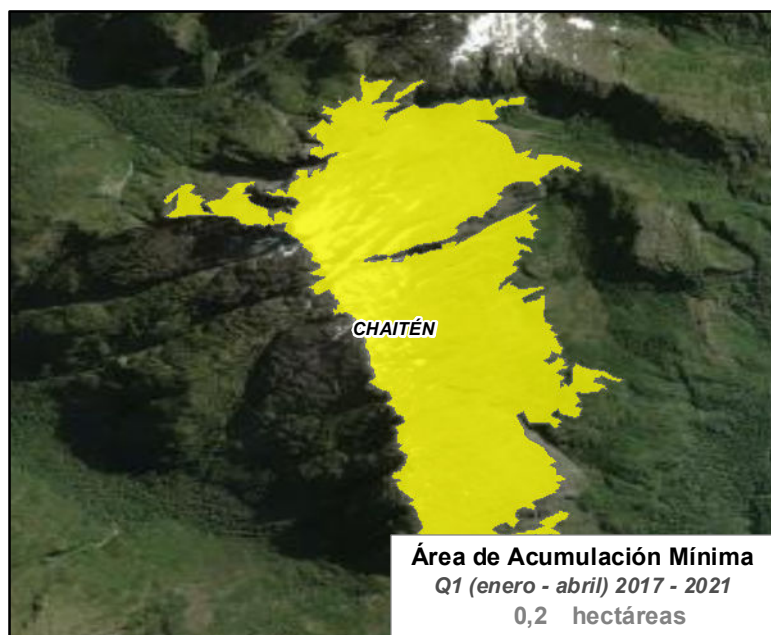 CHAITÉN
Área de Acumulación Mínima
Q1 (enero - abril) 2017 - 2021
0,2 hectáreas